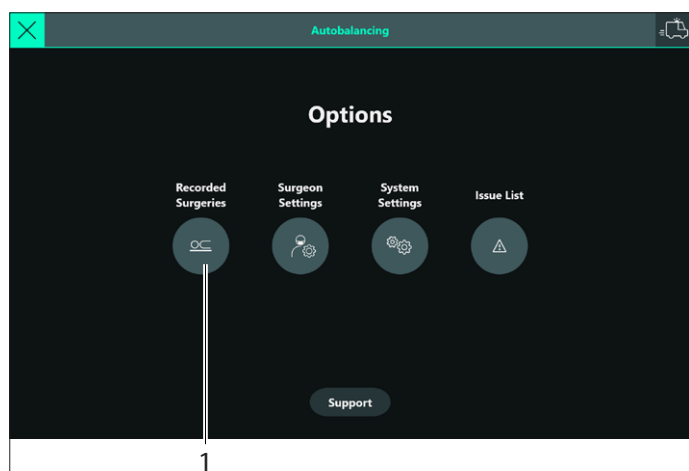 Autobalancing
Options
Recorded
Surgeries
Surgeon
Settings
System
Settings
Issue List
Support
1